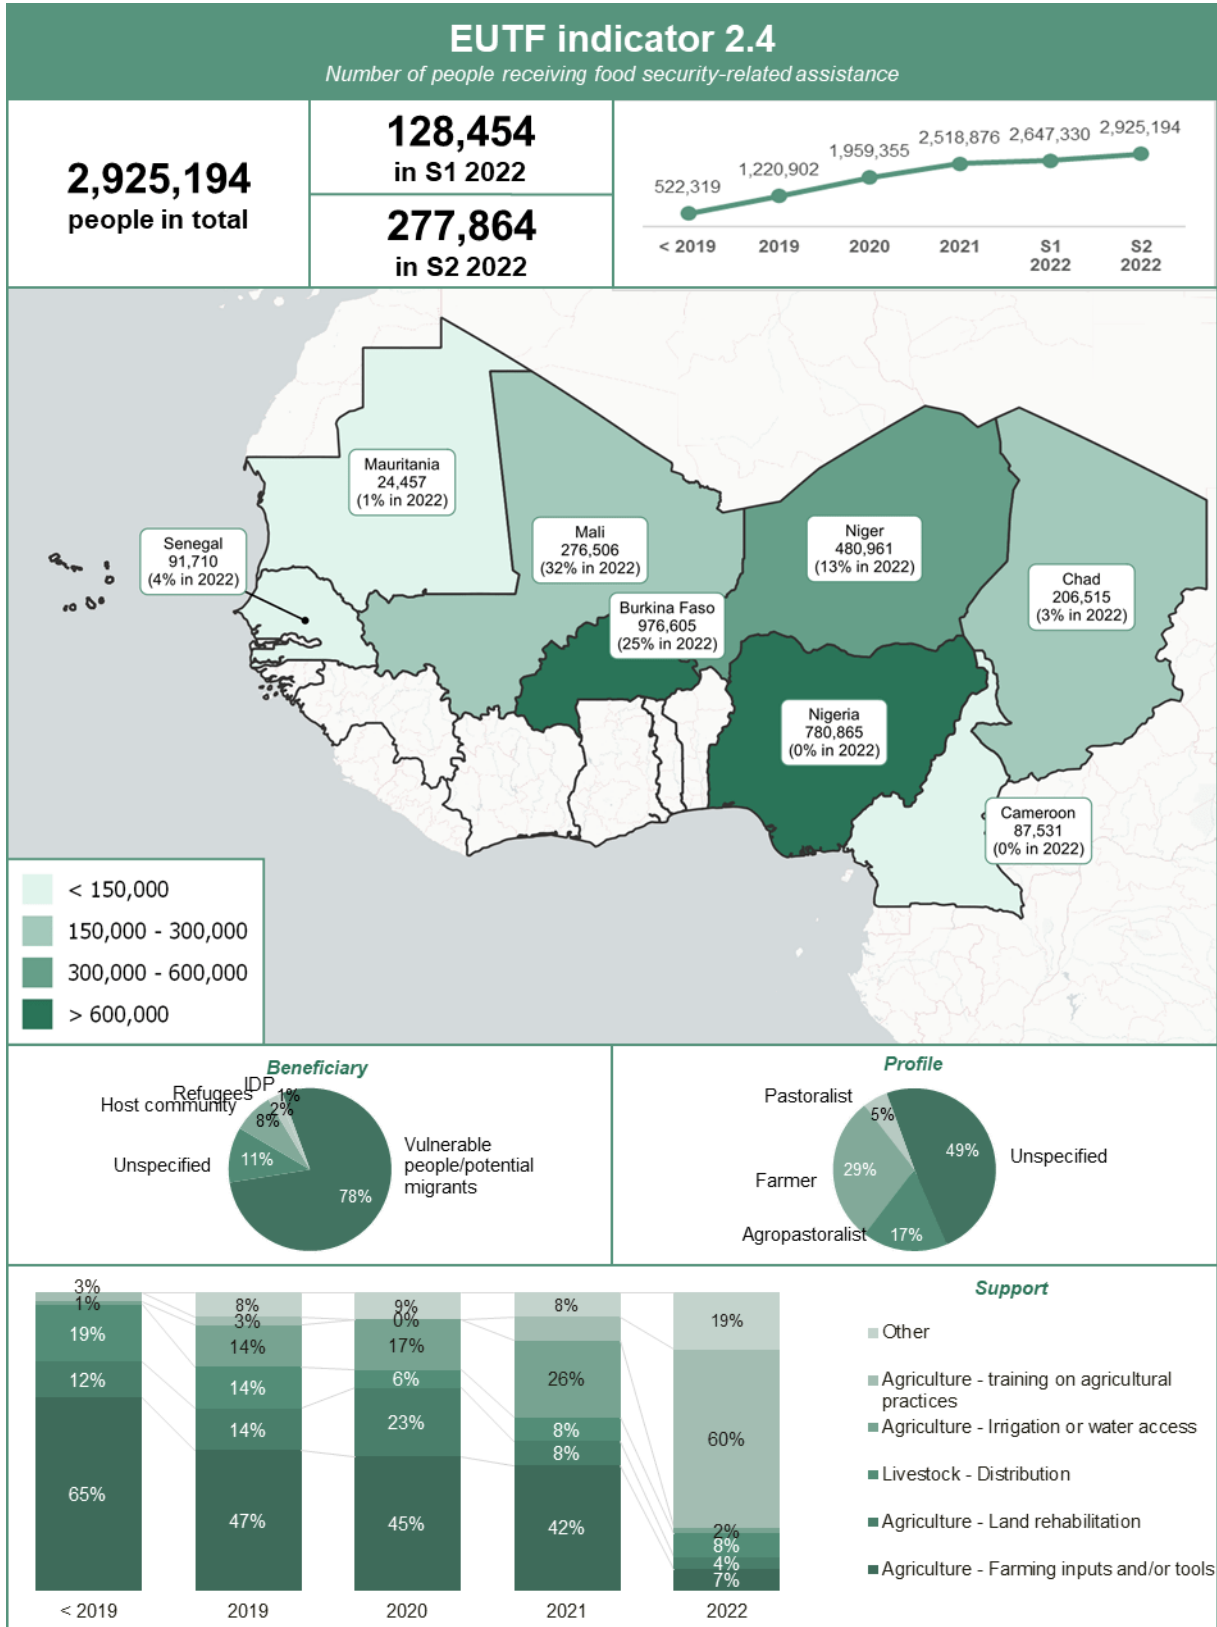 EUTF indicator 2.4
Number of people receiving food security-related assistance
2,925,194
people in total
128,454
in S1 2022
277,864
in S2 2022
522,319
1,220,902
1,959,355
2,518,876
2,647,330
2,925,194
< 2019
2019
2020
2021
S1
2022
S2
2022
Mauritania
24,457
(1% in 2022)
Senegal
91,710
(4% in 2022)
Mali
276,506
(32% in 2022)
Niger
480,961
(13% in 2022)
Chad
206,515
(3% in 2022)
Burkina Faso
976,605
(25% in 2022)
Nigeria
780,865
(0% in 2022)
Cameroon
87,531
(0% in 2022)
< 150,000
150,000 - 300,000
300,000 - 600,000
> 600,000
Beneficiary
IDP
1%
Refugees
2%
Host community
8%
Unspecified
11%
Vulnerable
people/potential
migrants
78%
Profile
Pastoralist
5%
49%
Unspecified
29%
Farmer
Agropastoralist
17%
Support
3%
1%
19%
12%
65%
< 2019
8%
3%
14%
14%
14%
47%
2019
9%
0%
17%
6%
23%
45%
2020
8%
26%
8%
8%
42%
2021
19%
60%
2%
8%
4%
7%
2022
Other
Agriculture - training on agricultural
practices
Agriculture - Irrigation or water access
Livestock - Distribution
Agriculture - Land rehabilitation
Agriculture - Farming inputs and/or tools